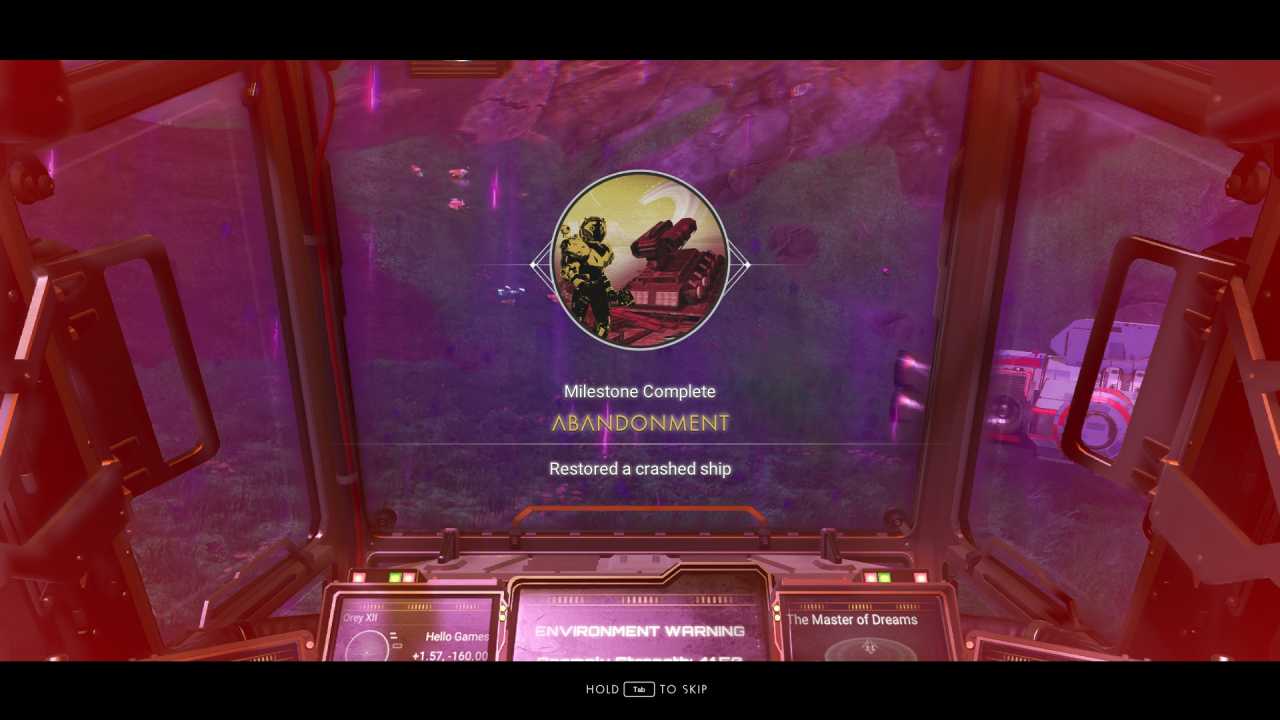 Milestone Complete
ABANDONMENT
Restored a crashed ship
Drey XII
Hello Games
+1.57, -160.00
ENVIRONMENT WARNING
The Master of Dreams
HOLD Tab TO SKIP